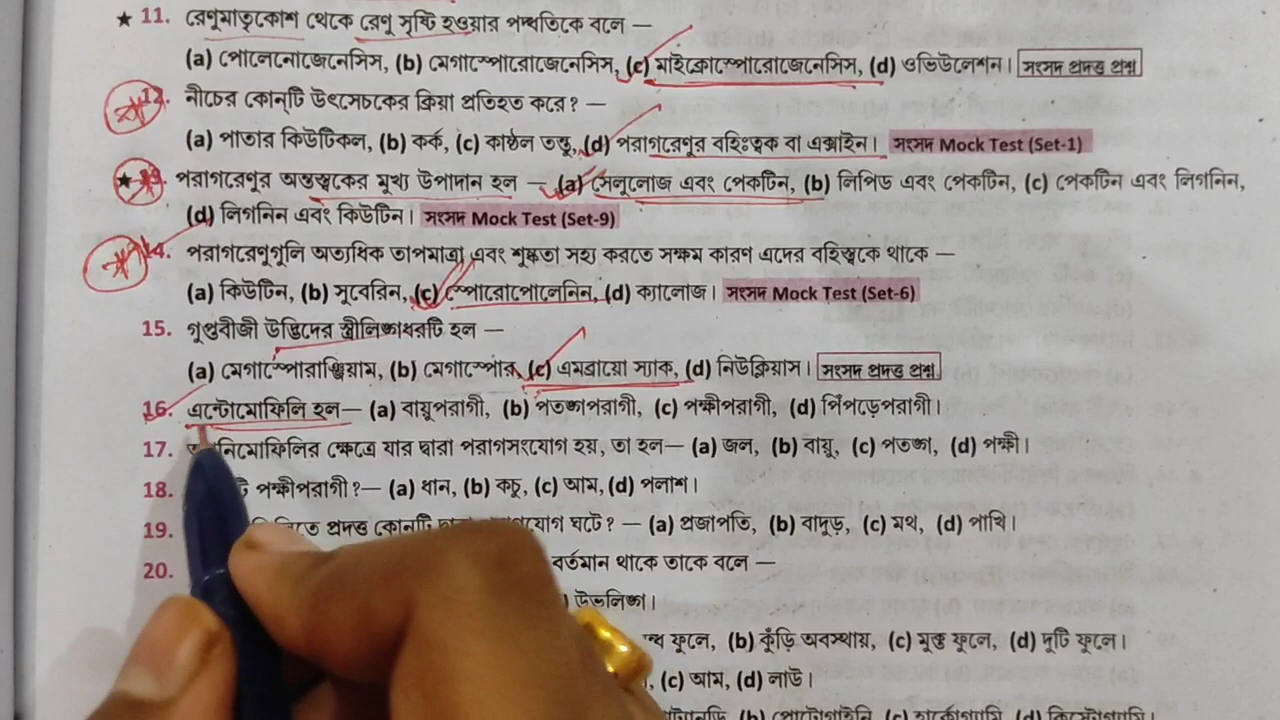 ★ 11. রেণুমাতৃকোশ থেকে রেণু সৃষ্টি হওয়ার পদ্ধতিকে বলে —
(a) পোলেনোজেনেসিস, (b) মেগাস্পোরোজেনেসিস, (c) মাইক্রোস্পোরোজেনেসিস, (d) ওভিউলেশন। সংসদ প্রদত্ত প্রশ্ন
12. নীচের কোন্‌টি উৎসেচকের ক্রিয়া প্রতিহত করে? —
(a) পাতার কিউটিকল, (b) কর্ক, (c) কাষ্ঠল তন্তু, (d) পরাগরেণুর বহিঃত্বক বা এক্সাইন। সংসদ Mock Test (Set-1)
★ 13. পরাগরেণুর অন্তত্ত্বকের মুখ্য উপাদান হল — (a) সেলুলোজ এবং পেকটিন, (b) লিপিড এবং পেকটিন, (c) পেকটিন এবং লিগনিন,
(d) লিগনিন এবং কিউটিন। সংসদ Mock Test (Set-9)
14. পরাগরেণুগুলি অত্যধিক তাপমাত্রা এবং শুষ্কতা সহ্য করতে সক্ষম কারণ এদের বহিস্ত্বকে থাকে —
(a) কিউটিন, (b) সুবেরিন, (c) স্পোরোপোলেনিন, (d) ক্যালোজ। সংসদ Mock Test (Set-6)
15. গুপ্তবীজী উদ্ভিদের স্ত্রীলিঙ্গধরটি হল —
(a) মেগাস্পোরাঞ্জিয়াম, (b) মেগাস্পোর, (c) এমব্রায়ো স্যাক, (d) নিউক্লিয়াস। সংসদ প্রদত্ত প্রশ্ন
16. এন্টোমোফিলি হল— (a) বায়ুপরাগী, (b) পতঙ্গপরাগী, (c) পক্ষীপরাগী, (d) পিঁপড়েপরাগী।
17. ক্ষেত্রে যার দ্বারা পরাগসংযোগ হয়, তা হল— (a) জল, (b) বায়ু, (c) পতঙ্গ, (d) পক্ষী।
18. পক্ষীপরাগী?— (a) ধান, (b) কচু, (c) আম, (d) পলাশ।
19. প্রদত্ত কোনটি ঘটে? — (a) প্রজাপতি, (b) বাদুড়, (c) মথ, (d) পাখি।
20. বর্তমান থাকে তাকে বলে —
উভলিঙ্গ।
ফুলে, (b) কুঁড়ি অবস্থায়, (c) মুক্ত ফুলে, (d) দুটি ফুলে।
(c) আম, (d) লাউ।